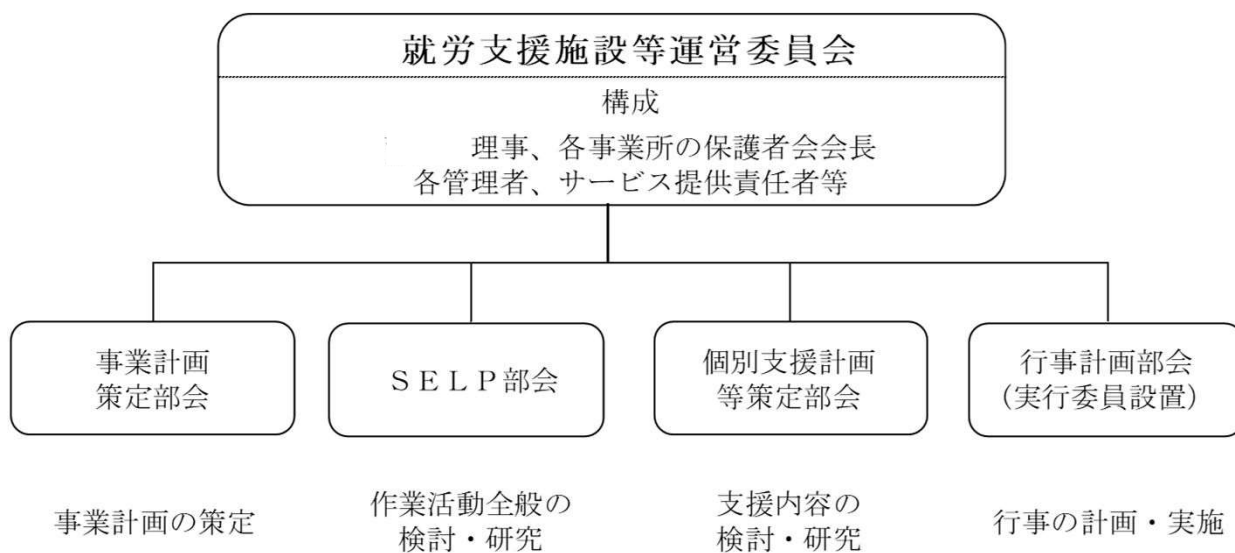 就労支援施設等運営委員会
構成
理事、各事業所の保護者会会長
各管理者、サービス提供責任者等
事業計画
策定部会
ＳＥＬＰ部会
個別支援計画
等策定部会
行事計画部会
（実行委員設置）
事業計画の策定
作業活動全般の
検討・研究
支援内容の
検討・研究
行事の計画・実施